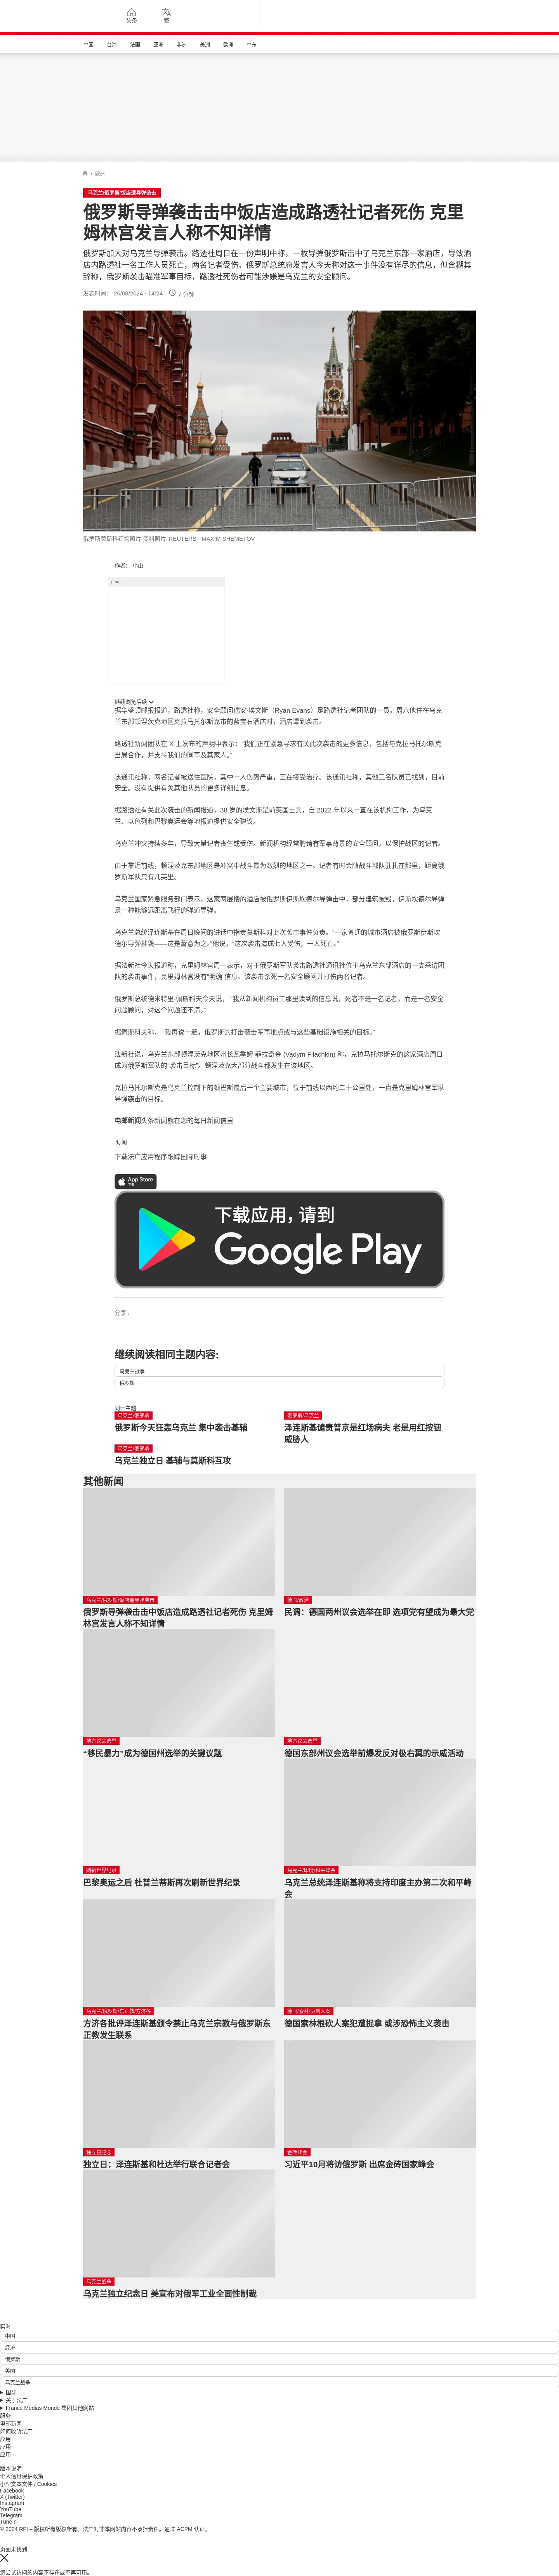 头条
繁
中国
台海
法国
亚洲
非洲
美洲
欧洲
中东
/ 欧洲
乌克兰/俄罗斯/饭店遭导弹袭击
俄罗斯导弹袭击击中饭店造成路透社记者死伤 克里
姆林宫发言人称不知详情
俄罗斯加大对乌克兰导弹袭击。路透社周日在一份声明中称，一枚导弹俄罗斯击中了乌克兰东部一家酒店，导致酒
店内路透社一名工作人员死亡，两名记者受伤。俄罗斯总统府发言人今天称对这一事件没有详尽的信息，但含糊其
辞称，俄罗斯袭击瞄准军事目标，路透社死伤者可能涉嫌是乌克兰的安全顾问。
发表时间： 26/08/2024 - 14:24
7 分钟
俄罗斯莫斯科红场照片 资料照片 REUTERS - MAXIM SHEMETOV
作者： 小山
广告
继续浏览后续
据华盛顿邮报报道，路透社称，安全顾问瑞安·埃文斯（Ryan Evans）是路透社记者团队的一员，周六他住在乌克
兰东部顿涅茨克地区克拉马托尔斯克市的蓝宝石酒店时，酒店遭到袭击。
路透社新闻团队在 X 上发布的声明中表示：“我们正在紧急寻求有关此次袭击的更多信息，包括与克拉马托尔斯克
当局合作，并支持我们的同事及其家人。”
该通讯社称，两名记者被送往医院，其中一人伤势严重，正在接受治疗。该通讯社称，其他三名队员已找到，目前
安全。没有提供有关其他队员的更多详细信息。
据路透社有关此次袭击的新闻报道，38 岁的埃文斯是前英国士兵，自 2022 年以来一直在该机构工作，为乌克
兰、以色列和巴黎奥运会等地报道提供安全建议。
乌克兰冲突持续多年，导致大量记者丧生或受伤。新闻机构经常聘请有军事背景的安全顾问，以保护战区的记者。
由于靠近前线，顿涅茨克东部地区是冲突中战斗最为激烈的地区之一。记者有时会随战斗部队驻扎在那里，距离俄
罗斯军队只有几英里。
乌克兰国家紧急服务部门表示，这家两层楼的酒店被俄罗斯伊斯坎德尔导弹击中，部分建筑被毁，伊斯坎德尔导弹
是一种能够远距离飞行的弹道导弹。
乌克兰总统泽连斯基在周日晚间的讲话中指责莫斯科对此次袭击事件负责。“一家普通的城市酒店被俄罗斯伊斯坎
德尔导弹摧毁——这是蓄意为之。”他说，“这次袭击造成七人受伤，一人死亡。”
据法新社今天报道称，克里姆林宫周一表示，对于俄罗斯军队袭击路透社通讯社位于乌克兰东部酒店的一支采访团
队的袭击事件，克里姆林宫没有“明确”信息。该袭击杀死一名安全顾问并打伤两名记者。
俄罗斯总统德米特里·佩斯科夫今天说， “我从新闻机构员工那里读到的信息说，死者不是一名记者，而是一名安全
问题顾问，对这个问题还不清。”
据佩斯科夫称， “我再说一遍，俄罗斯的打击袭击军事地点或与这些基础设施相关的目标。”
法新社说，乌克兰东部顿涅茨克地区州长瓦季姆·菲拉奇金 (Vadym Filachkin) 称，克拉马托尔斯克的这家酒店周日
成为俄罗斯军队的“袭击目标”。顿涅茨克大部分战斗都发生在该地区。
克拉马托尔斯克是乌克兰控制下的顿巴斯最后一个主要城市，位于前线以西约二十公里处，一直是克里姆林宫军队
导弹袭击的目标。
电邮新闻头条新闻就在您的每日新闻信里
订阅
下载法广应用程序跟踪国际时事
App Store
下载
下载应用，请到
Google Play
分享 :
继续阅读相同主题内容:
乌克兰战争
俄罗斯
同一主题
乌克兰/俄罗斯
俄罗斯今天狂轰乌克兰 集中袭击基辅
俄罗斯/乌克兰
泽连斯基谴责普京是红场病夫 老是用红按钮
威胁人
乌克兰/俄罗斯
乌克兰独立日 基辅与莫斯科互攻
其他新闻
乌克兰/俄罗斯/饭店遭导弹袭击
俄罗斯导弹袭击击中饭店造成路透社记者死伤 克里姆
林宫发言人称不知详情
德国/政治
民调：德国两州议会选举在即 选项党有望成为最大党
地方议会选举
“移民暴力”成为德国州选举的关键议题
地方议会选举
德国东部州议会选举前爆发反对极右翼的示威活动
刷新世界纪录
巴黎奥运之后 杜普兰蒂斯再次刷新世界纪录
乌克兰/印度/和平峰会
乌克兰总统泽连斯基称将支持印度主办第二次和平峰
会
乌克兰/俄罗斯/东正教/方济各
方济各批评泽连斯基颁令禁止乌克兰宗教与俄罗斯东
正教发生联系
德国/索林根/刺人案
德国索林根砍人案犯遭捉拿 或涉恐怖主义袭击
独立日纪念
独立日：泽连斯基和杜达举行联合记者会
金砖峰会
习近平10月将访俄罗斯 出席金砖国家峰会
乌克兰战争
乌克兰独立纪念日 美宣布对俄军工业全面性制裁
实时
中国
经济
俄罗斯
美国
乌克兰战争
国际
关于法广
France Médias Monde 集团其他网站
服务
电邮新闻
如何收听法广
应用
应用
应用
版本说明
个人信息保护政策
小型文本文件 / Cookies
Facebook
X (Twitter)
Instagram
YouTube
Telegram
TuneIn
© 2024 RFI – 版权所有版权所有。法广对非本网站内容不承担责任。通过 ACPM 认证。
页面未找到
您尝试访问的内容不存在或不再可用。